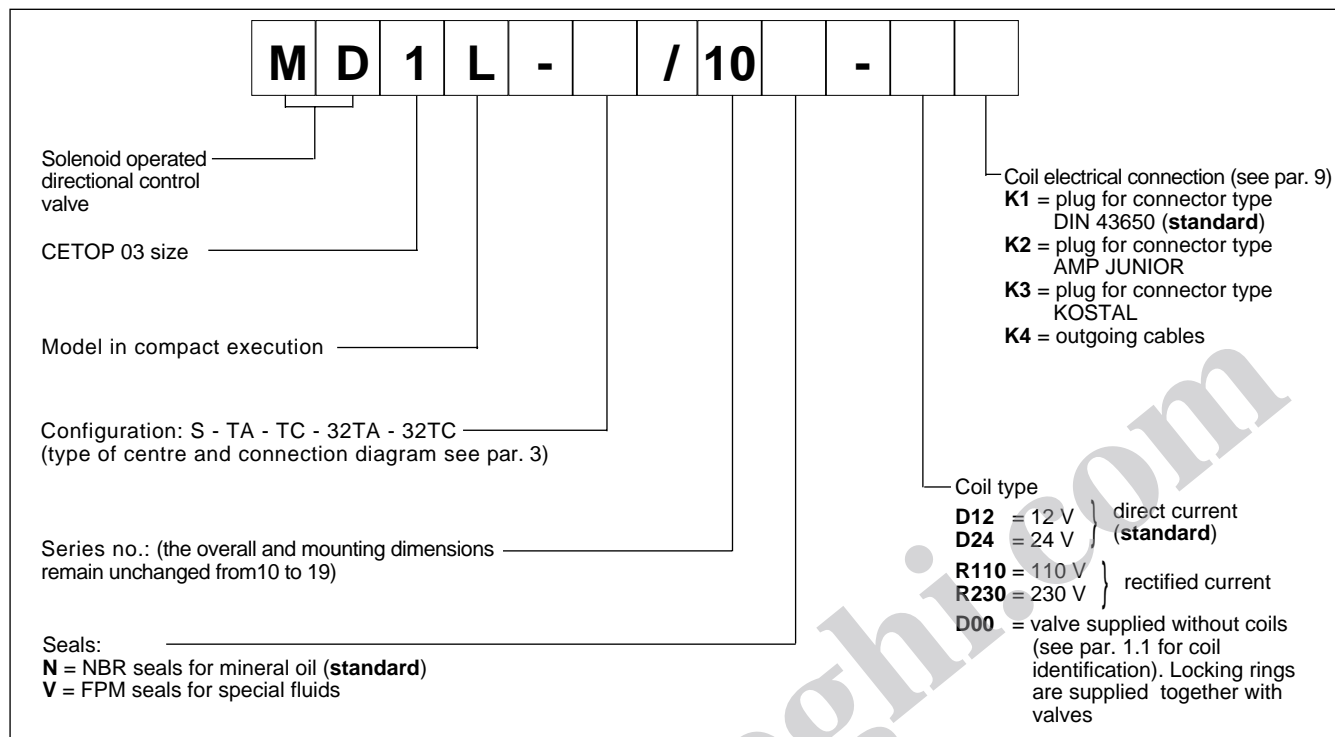 M D 1 L - / 10 -
Solenoid operated
directional control
valve
CETOP 03 size
Model in compact execution
Configuration: S - TA - TC - 32TA - 32TC
(type of centre and connection diagram see par. 3)
Series no.: (the overall and mounting dimensions
remain unchanged from10 to 19)
Seals:
N = NBR seals for mineral oil (standard)
V = FPM seals for special fluids
Coil electrical connection (see par. 9)
K1 = plug for connector type
DIN 43650 (standard)
K2 = plug for connector type
AMP JUNIOR
K3 = plug for connector type
KOSTAL
K4 = outgoing cables
Coil type
D12 = 12 V
D24 = 24 V
direct current
(standard)
R110 = 110 V
R230 = 230 V
rectified current
D00 = valve supplied without coils
(see par. 1.1 for coil
identification). Locking rings
are supplied together with
valves
ghi.com